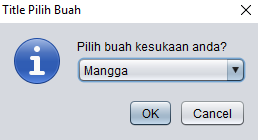 Title Pilih Buah
Pilih buah kesukaan anda?
Mangga
OK Cancel